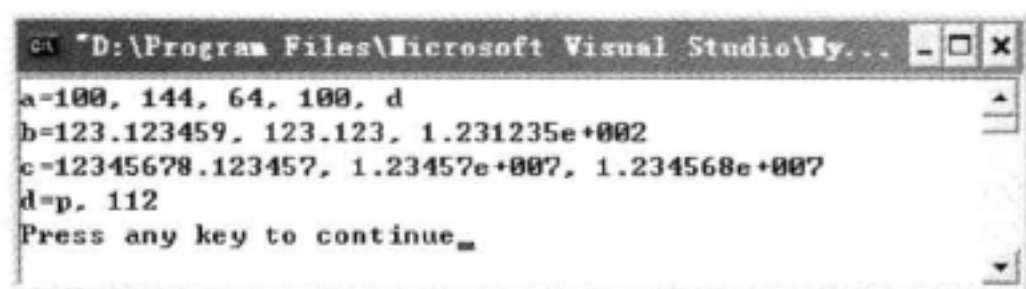 "D:\Program Files\Microsoft Visual Studio\My...
a=100, 144, 64, 100, d
b=123.123459, 123.123, 1.231235e+002
c=12345678.123457, 1.23457e+007, 1.234568e+007
d=p, 112
Press any key to continue_